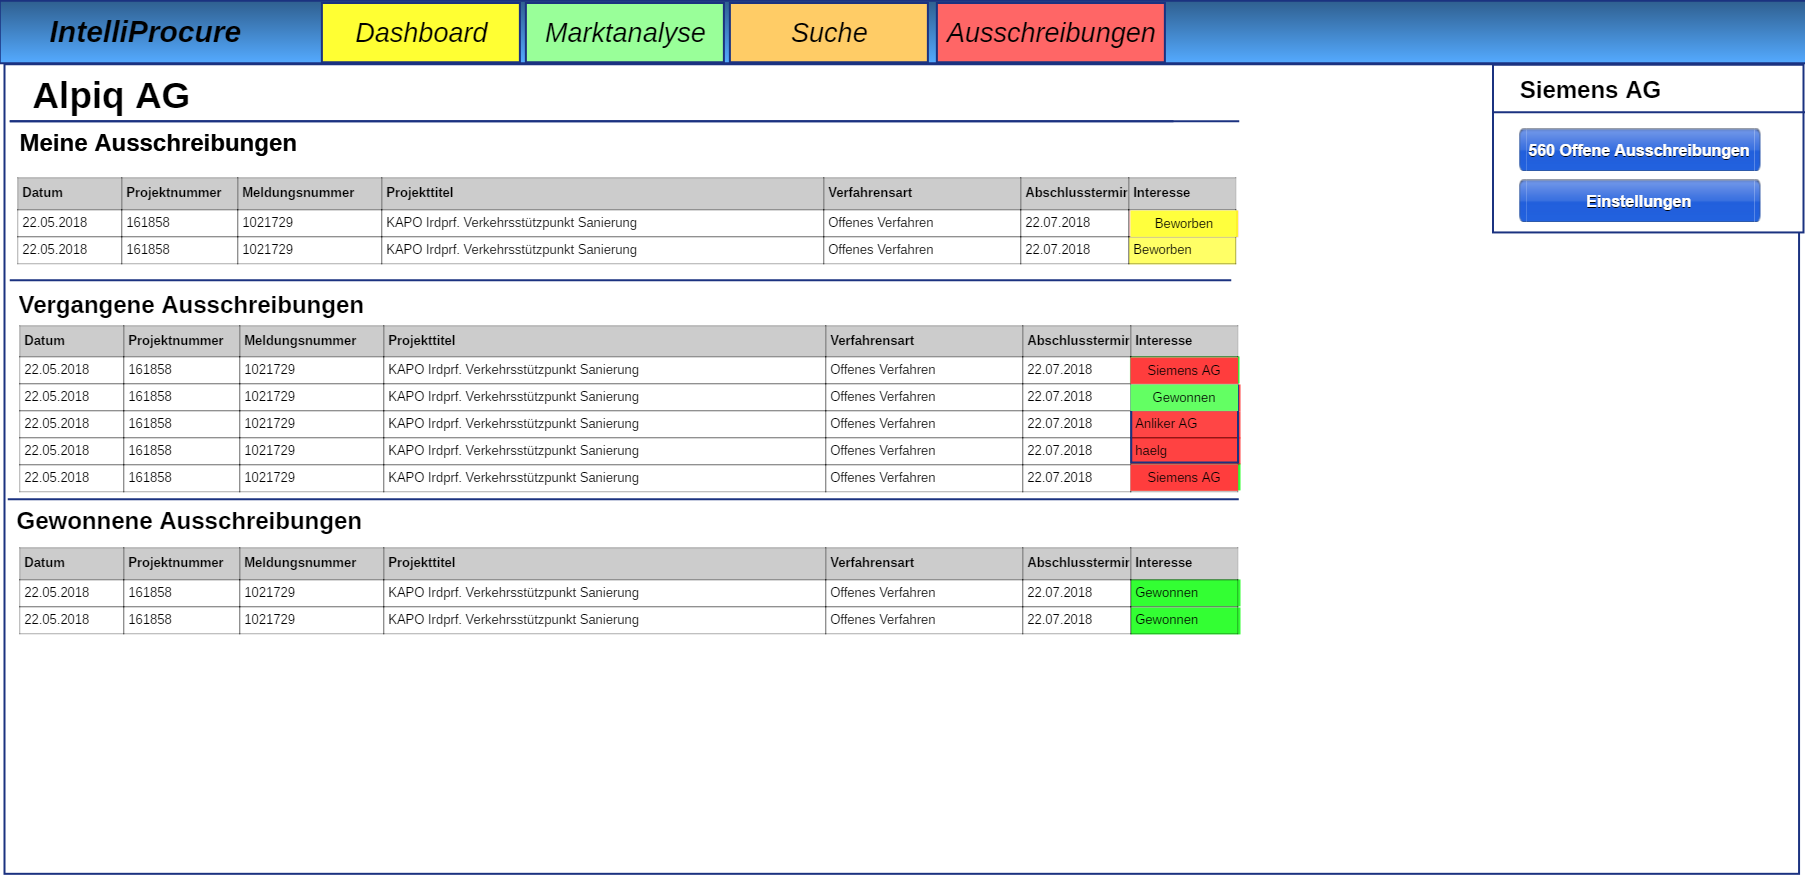 IntelliProcure Dashboard Marktanalyse Suche Ausschreibungen
Alpiq AG
Siemens AG
560 Offene Ausschreibungen
Einstellungen
Meine Ausschreibungen
Datum Projektnummer Meldungsnummer Projekttitel Verfahrensart Abschlusstermin Interesse
22.05.2018 161858 1021729 KAPO Irdprf. Verkehrsstützpunkt Sanierung Offenes Verfahren 22.07.2018 Beworben
22.05.2018 161858 1021729 KAPO Irdprf. Verkehrsstützpunkt Sanierung Offenes Verfahren 22.07.2018 Beworben
Vergangene Ausschreibungen
Datum Projektnummer Meldungsnummer Projekttitel Verfahrensart Abschlusstermin Interesse
22.05.2018 161858 1021729 KAPO Irdprf. Verkehrsstützpunkt Sanierung Offenes Verfahren 22.07.2018 Siemens AG
22.05.2018 161858 1021729 KAPO Irdprf. Verkehrsstützpunkt Sanierung Offenes Verfahren 22.07.2018 Gewonnen
22.05.2018 161858 1021729 KAPO Irdprf. Verkehrsstützpunkt Sanierung Offenes Verfahren 22.07.2018 Anliker AG
22.05.2018 161858 1021729 KAPO Irdprf. Verkehrsstützpunkt Sanierung Offenes Verfahren 22.07.2018 haelg
22.05.2018 161858 1021729 KAPO Irdprf. Verkehrsstützpunkt Sanierung Offenes Verfahren 22.07.2018 Siemens AG
Gewonnene Ausschreibungen
Datum Projektnummer Meldungsnummer Projekttitel Verfahrensart Abschlusstermin Interesse
22.05.2018 161858 1021729 KAPO Irdprf. Verkehrsstützpunkt Sanierung Offenes Verfahren 22.07.2018 Gewonnen
22.05.2018 161858 1021729 KAPO Irdprf. Verkehrsstützpunkt Sanierung Offenes Verfahren 22.07.2018 Gewonnen